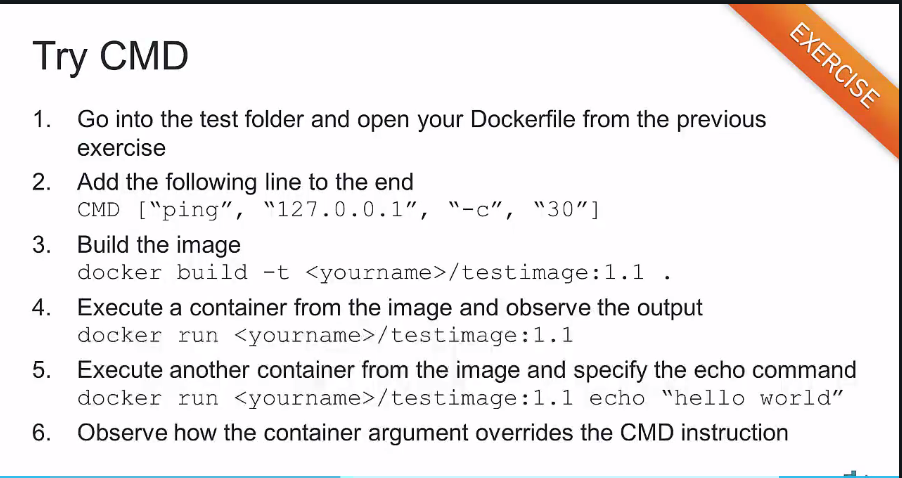 Try CMD
EXERCISE
1. Go into the test folder and open your Dockerfile from the previous
exercise
2. Add the following line to the end
CMD [“ping”, “127.0.0.1”, “-c”, “30”]
3. Build the image
docker build -t <yourname>/testimage:1.1 .
4. Execute a container from the image and observe the output
docker run <yourname>/testimage:1.1
5. Execute another container from the image and specify the echo command
docker run <yourname>/testimage:1.1 echo “hello world”
6. Observe how the container argument overrides the CMD instruction